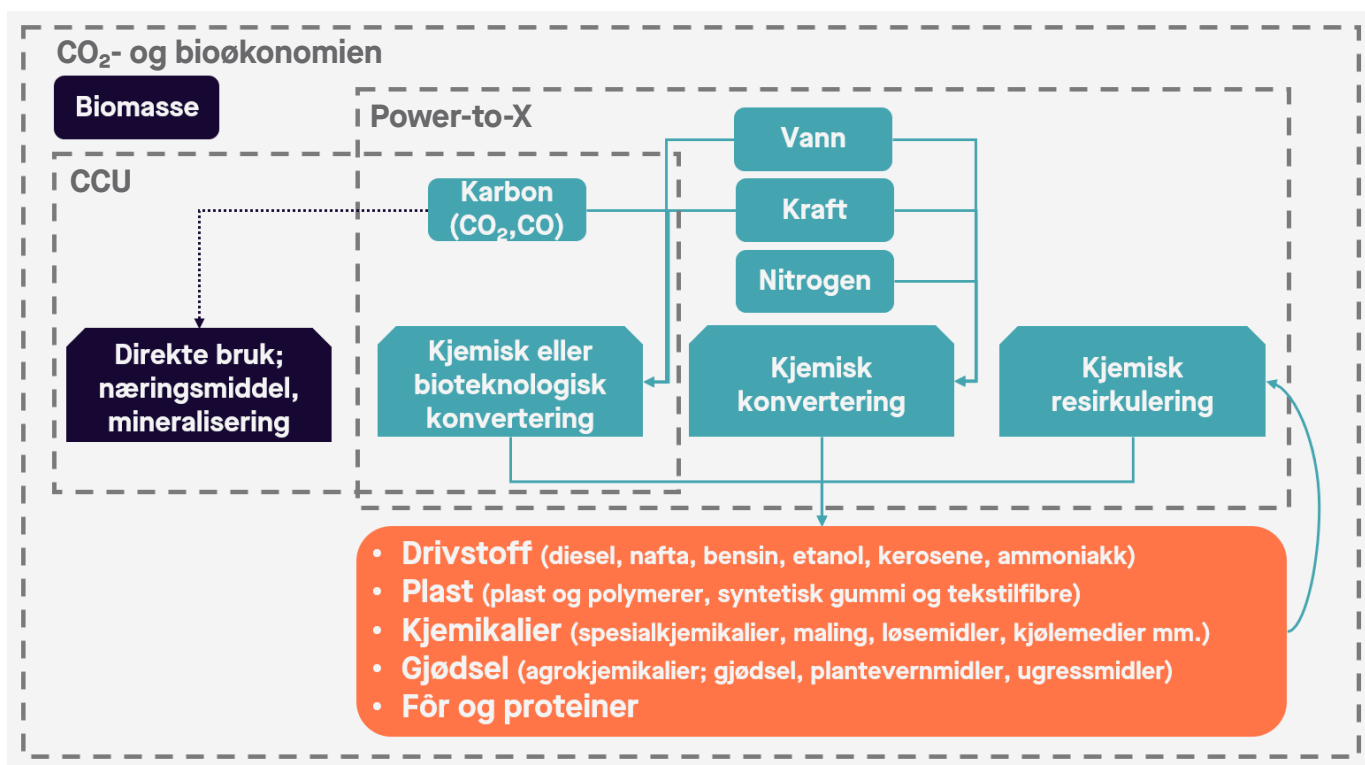 CO₂- og bioøkonomien
Biomasse
Power-to-X
Vann
CCU
Karbon
(CO₂,CO)
Kraft
Nitrogen
Direkte bruk;
næringsmiddel,
mineralisering
Kjemisk eller
bioteknologisk
konvertering
Kjemisk
konvertering
Kjemisk
resirkulering
• Drivstoff (diesel, nafta, bensin, etanol, kerosene, ammoniakk)
• Plast (plast og polymerer, syntetisk gummi og tekstilfibre)
• Kjemikalier (spesialkjemikalier, maling, løsemidler, kjølemedier mm.)
• Gjødsel (agrokjemikalier; gjødsel, plantevernmidler, ugressmidler)
• Fôr og proteiner